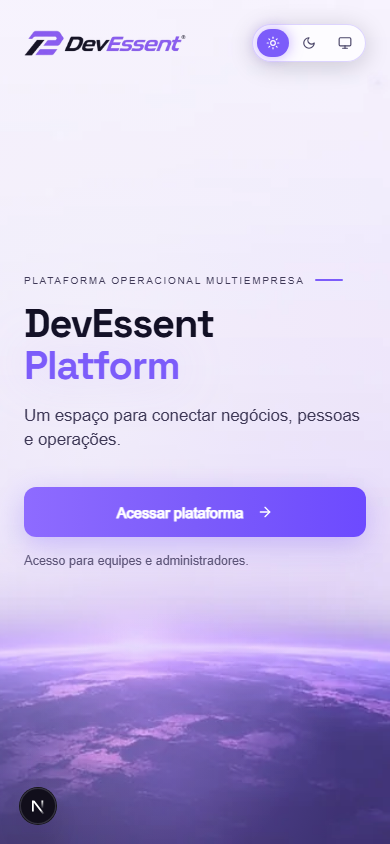 DevEssent®
PLATAFORMA OPERACIONAL MULTIEMPRESA
DevEssent
Platform
Um espaço para conectar negócios, pessoas
e operações.
Acessar plataforma →
Acesso para equipes e administradores.
N